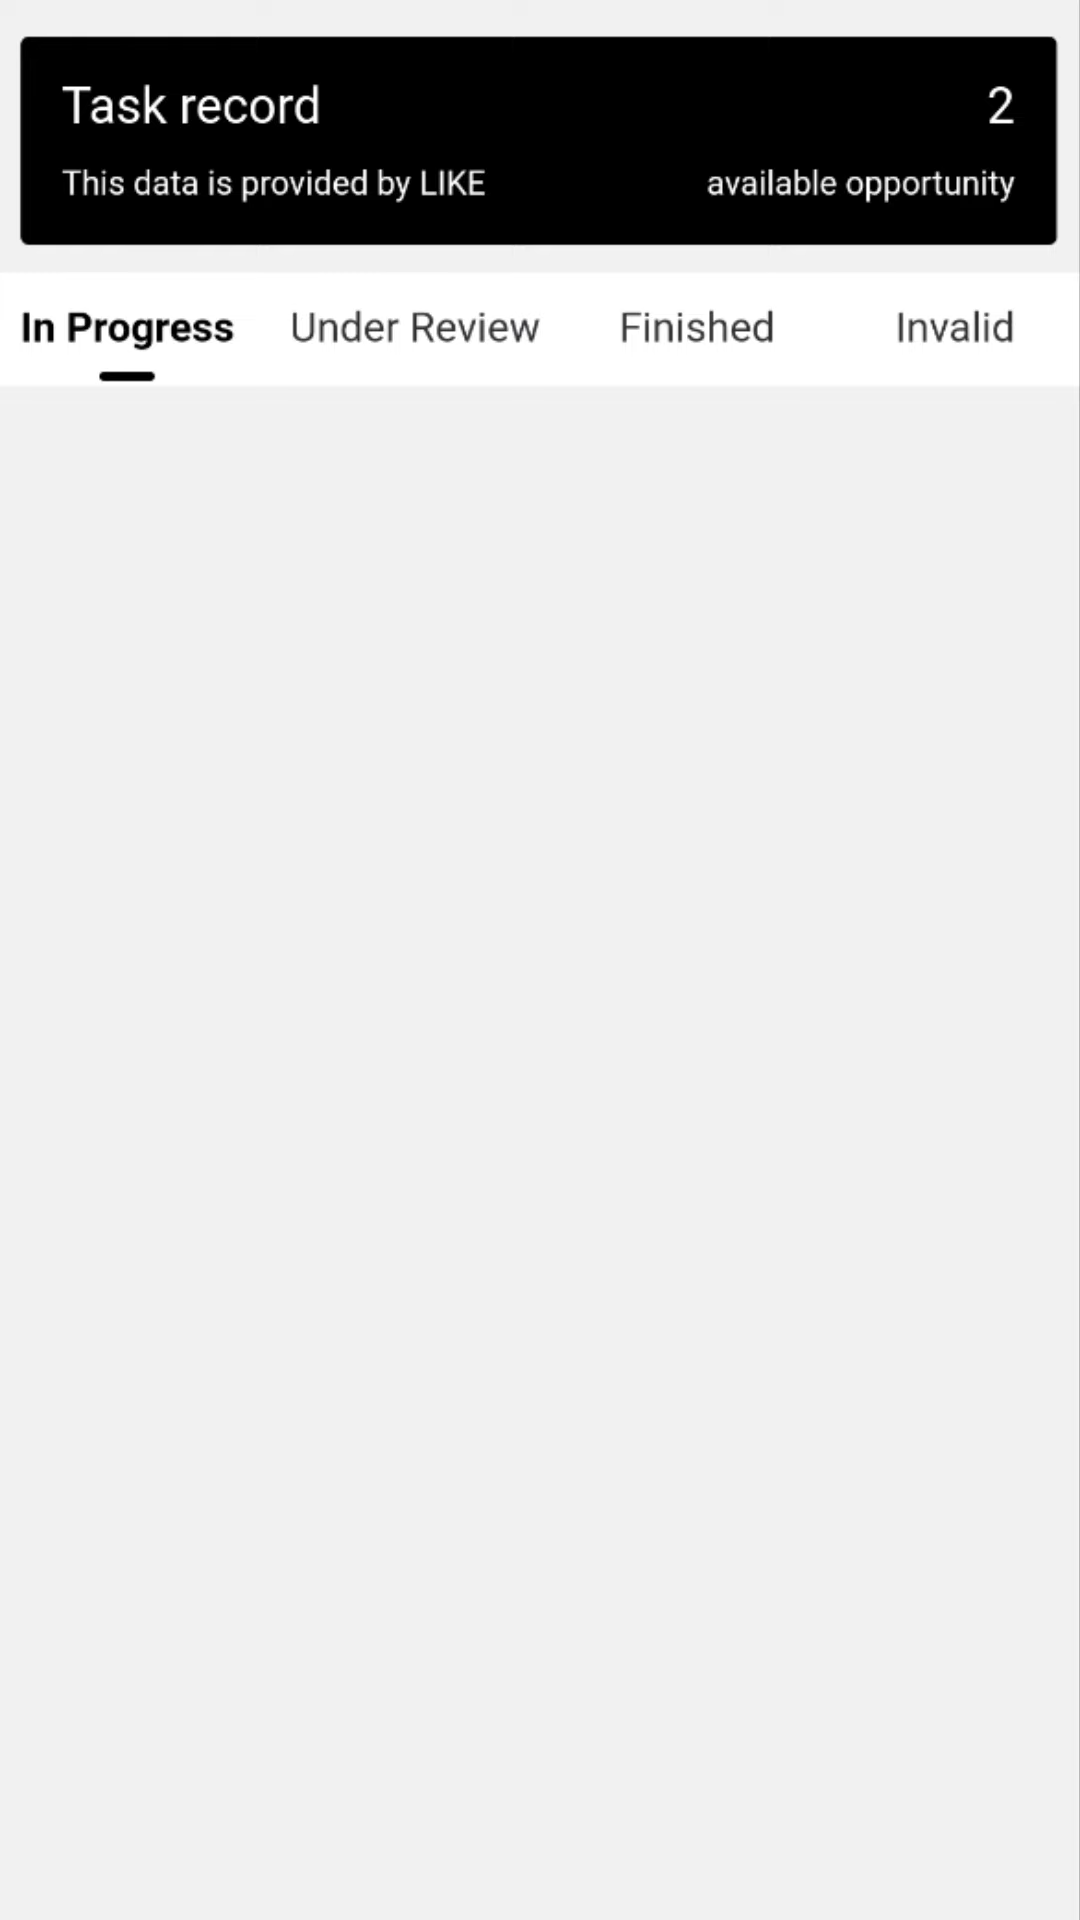 Task record 2
This data is provided by LIKE available opportunity
In Progress Under Review Finished Invalid